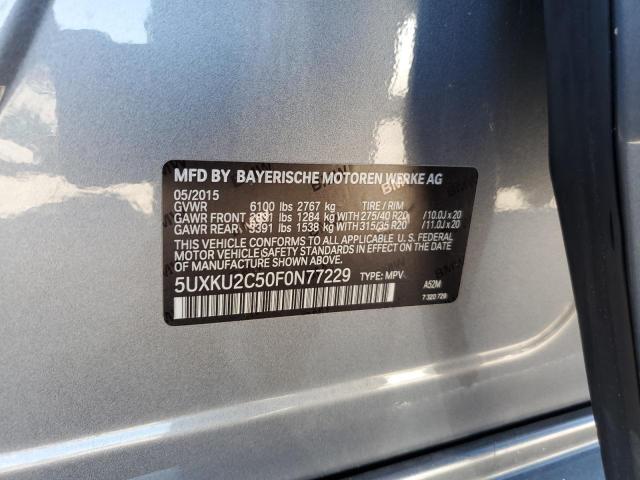 MFD BY BAYERISCHE MOTOREN WERKE AG
05/2015
GVWR 6100 lbs 2767 kg TIRE / RIM
GAWR FRONT 2831 lbs 1284 kg WITH 275/40 R20 /10.0J x 20
GAWR REAR 3391 lbs 1538 kg WITH 315/35 R20 /11.0J x 20
THIS VEHICLE CONFORMS TO ALL APPLICABLE U.S. FEDERAL
MOTOR VEHICLE SAFETY STANDARDS IN EFFECT ON
THE DATE OF MANUFACTURE SHOWN ABOVE.
5UXKU2C50F0N77229 TYPE: MPV A52M
7 320 729